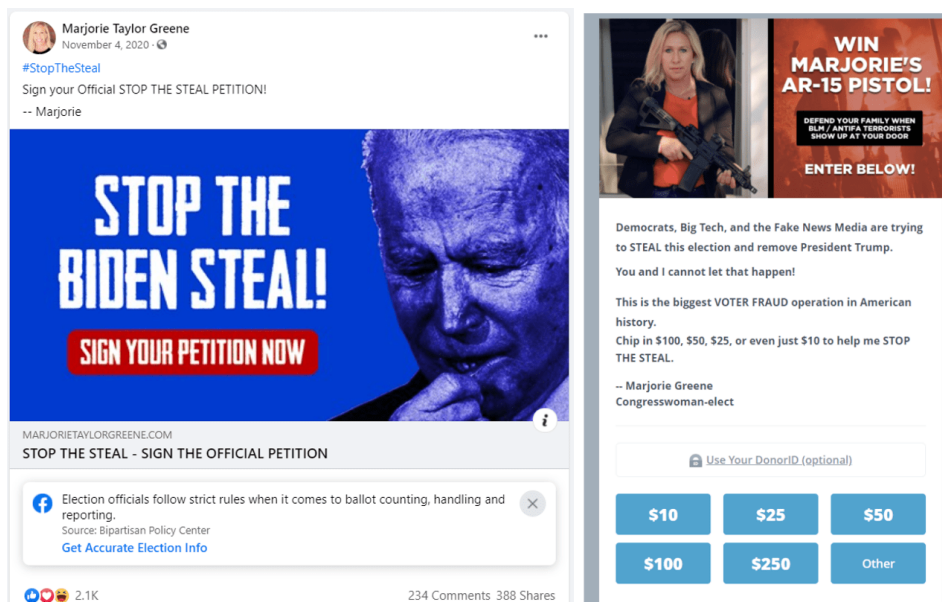 Marjorie Taylor Greene
November 4, 2020 ·
#StopTheSteal
Sign your Official STOP THE STEAL PETITION!
-- Marjorie
STOP THE
BIDEN STEAL!
SIGN YOUR PETITION NOW
i
MARJORIETAYLORGREENE.COM
STOP THE STEAL - SIGN THE OFFICIAL PETITION
Election officials follow strict rules when it comes to ballot counting, handling and
reporting.
Source: Bipartisan Policy Center
Get Accurate Election Info
2.1K
234 Comments 388 Shares
WIN
MARJORIE'S
AR-15 PISTOL!
DEFEND YOUR FAMILY WHEN
BLM / ANTIFA TERRORISTS
SHOW UP AT YOUR DOOR
ENTER BELOW!
Democrats, Big Tech, and the Fake News Media are trying
to STEAL this election and remove President Trump.
You and I cannot let that happen!
This is the biggest VOTER FRAUD operation in American
history.
Chip in $100, $50, $25, or even just $10 to help me STOP
THE STEAL.
-- Marjorie Greene
Congresswoman-elect
Use Your DonorID (optional)
$10
$25
$50
$100
$250
Other